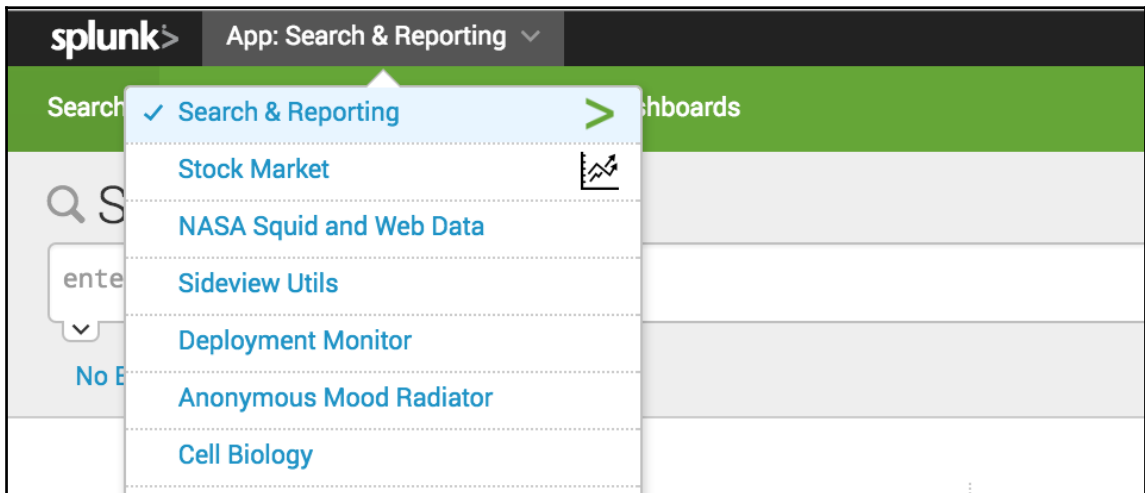 splunk> App: Search & Reporting
Search
hboards
Search & Reporting
Stock Market
NASA Squid and Web Data
ente
Sideview Utils
Deployment Monitor
No
Anonymous Mood Radiator
Cell Biology